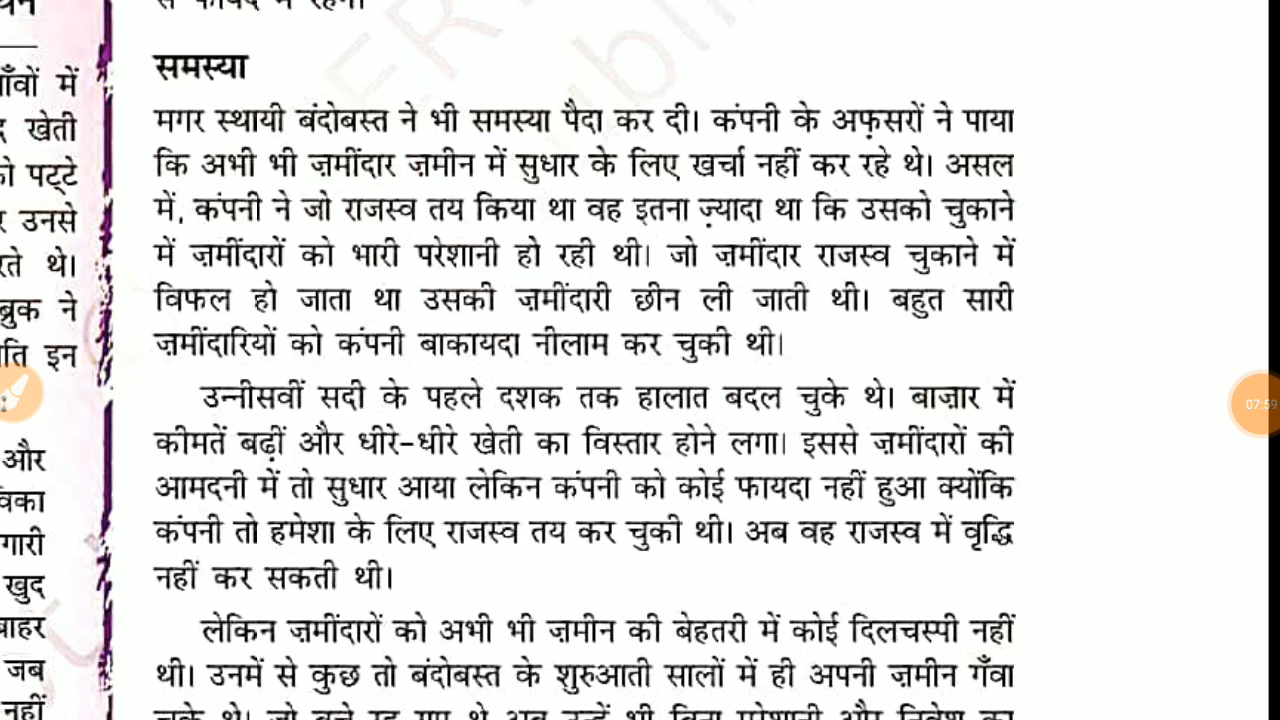 समस्या
मगर स्थायी बंदोबस्त ने भी समस्या पैदा कर दी। कंपनी के अफ़सरों ने पाया
कि अभी भी ज़मींदार ज़मीन में सुधार के लिए खर्चा नहीं कर रहे थे। असल
में, कंपनी ने जो राजस्व तय किया था वह इतना ज़्यादा था कि उसको चुकाने
में ज़मींदारों को भारी परेशानी हो रही थी। जो ज़मींदार राजस्व चुकाने में
विफल हो जाता था उसकी ज़मींदारी छीन ली जाती थी। बहुत सारी
ज़मींदारियों को कंपनी बाकायदा नीलाम कर चुकी थी।
उन्नीसवीं सदी के पहले दशक तक हालात बदल चुके थे। बाज़ार में
कीमतें बढ़ीं और धीरे-धीरे खेती का विस्तार होने लगा। इससे ज़मींदारों की
आमदनी में तो सुधार आया लेकिन कंपनी को कोई फायदा नहीं हुआ क्योंकि
कंपनी तो हमेशा के लिए राजस्व तय कर चुकी थी। अब वह राजस्व में वृद्धि
नहीं कर सकती थी।
लेकिन ज़मींदारों को अभी भी ज़मीन की बेहतरी में कोई दिलचस्पी नहीं
थी। उनमें से कुछ तो बंदोबस्त के शुरुआती सालों में ही अपनी ज़मीन गँवा
में
खेती
पट्टे
उनसे
थे।
ने
इन
और
खुद
जब
नहीं
07:59